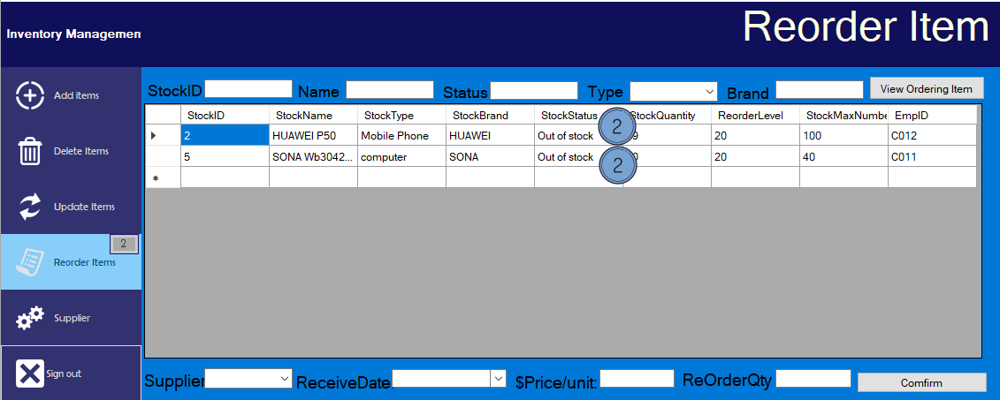 Inventory Managemen
Reorder Item
Add items
Delete Items
Update Items
2
Reorder Items
Supplier
Sign out
StockID Name Status Type Brand View Ordering Item
StockID StockName StockType StockBrand StockStatus StockQuantity ReorderLevel StockMaxNumbe EmpID
2 HUAWEI P50 Mobile Phone HUAWEI Out of stock 2 9 20 100 C012
5 SONA Wb3042... computer SONA Out of stock 2 0 20 40 C011
Supplier ReceiveDate $Price/unit: ReOrderQty Comfirm